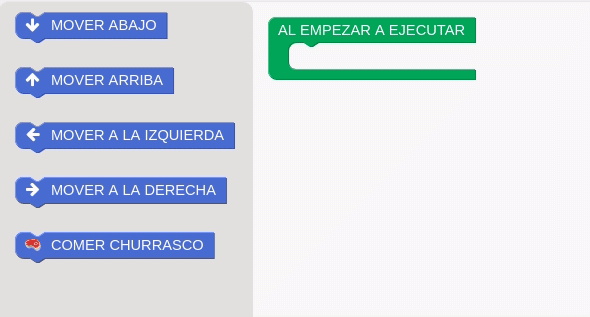 MOVER ABAJO
MOVER ARRIBA
MOVER A LA IZQUIERDA
MOVER A LA DERECHA
COMER CHURRASCO
AL EMPEZAR A EJECUTAR